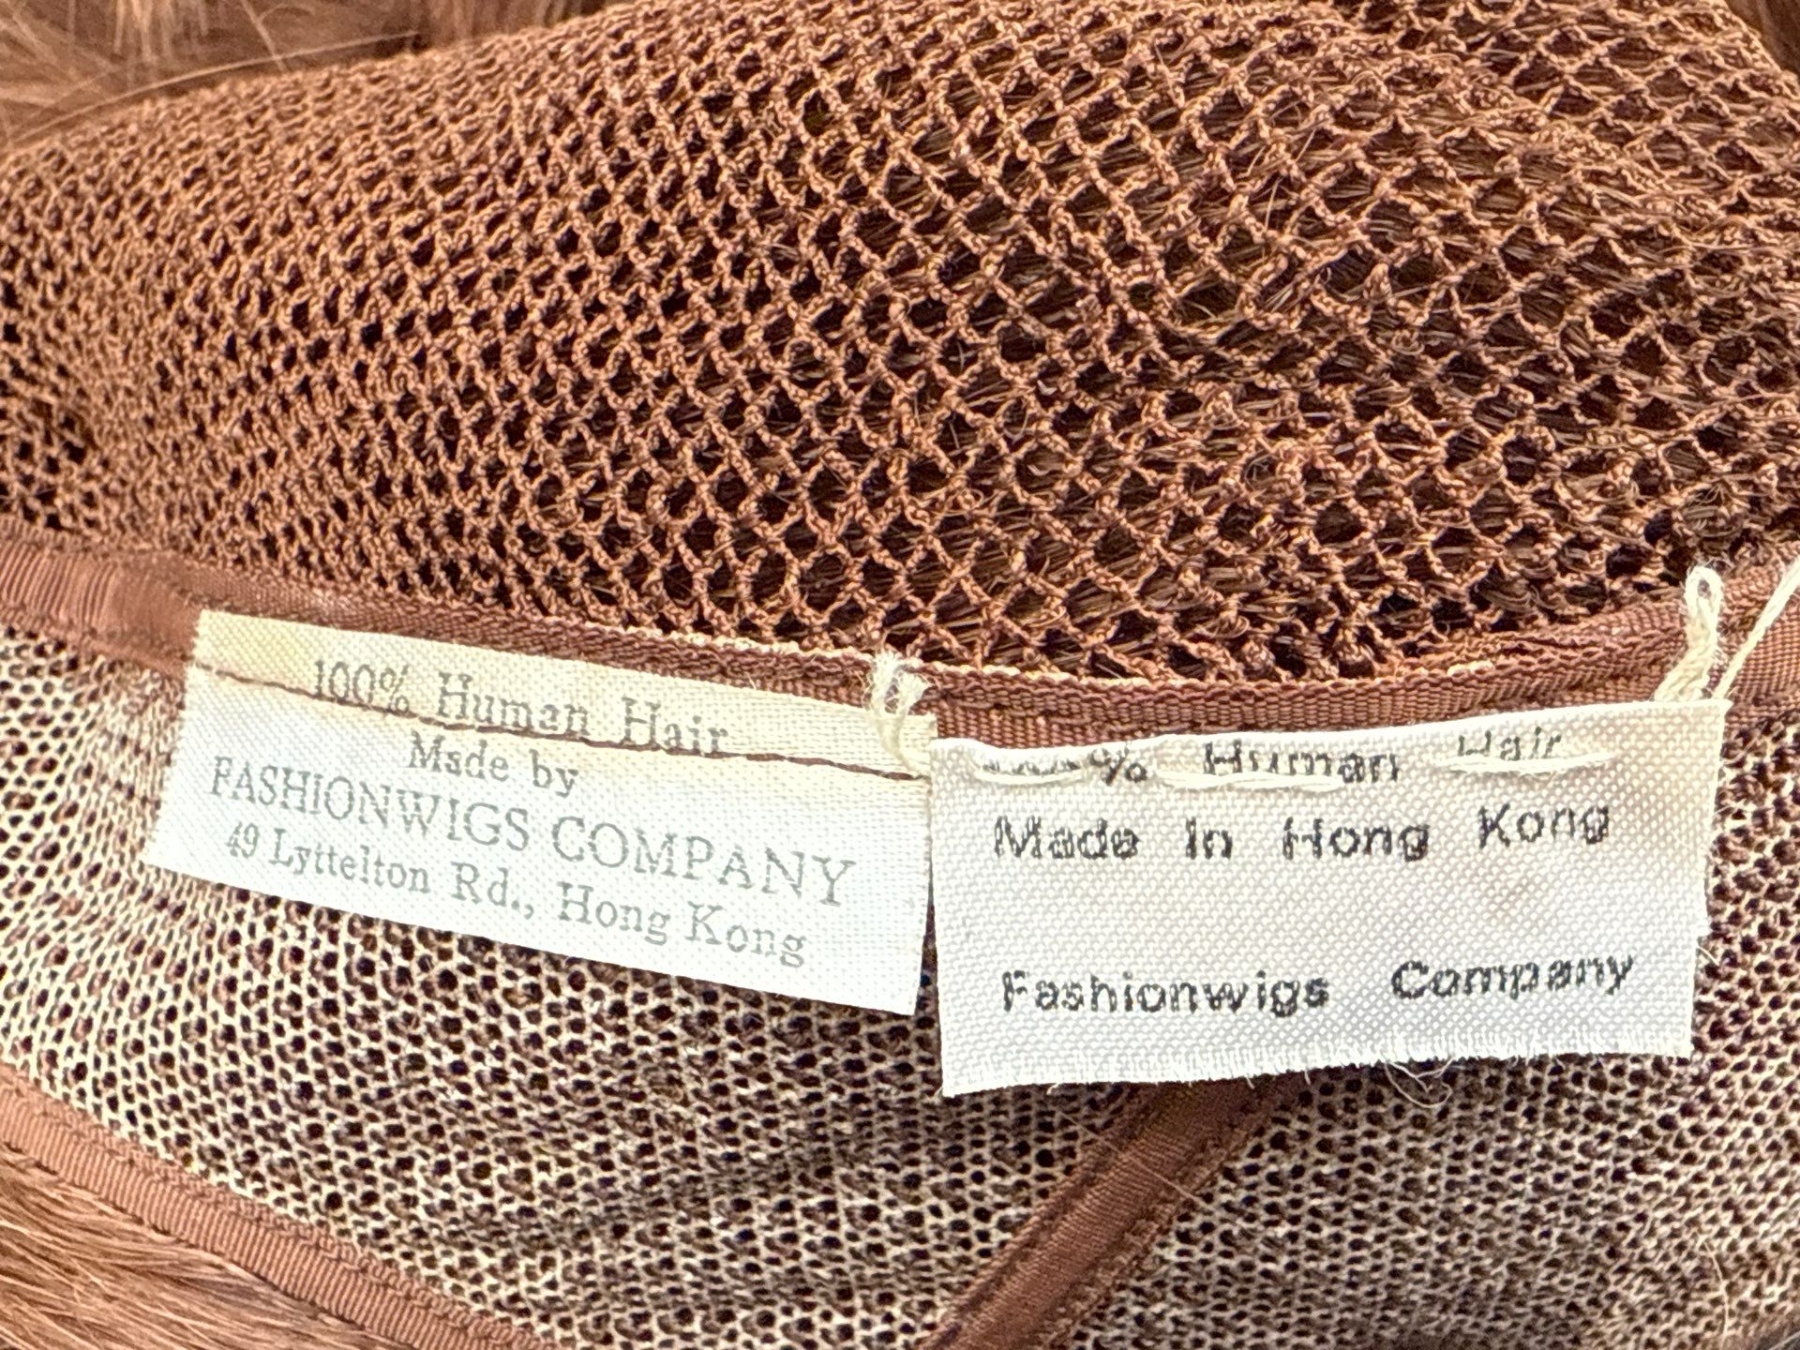 100% Human Hair
Made by
FASHIONWIGS COMPANY
49 Lyttelton Rd., Hong Kong
% Human Hair
Made In Hong Kong
Fashionwigs Company